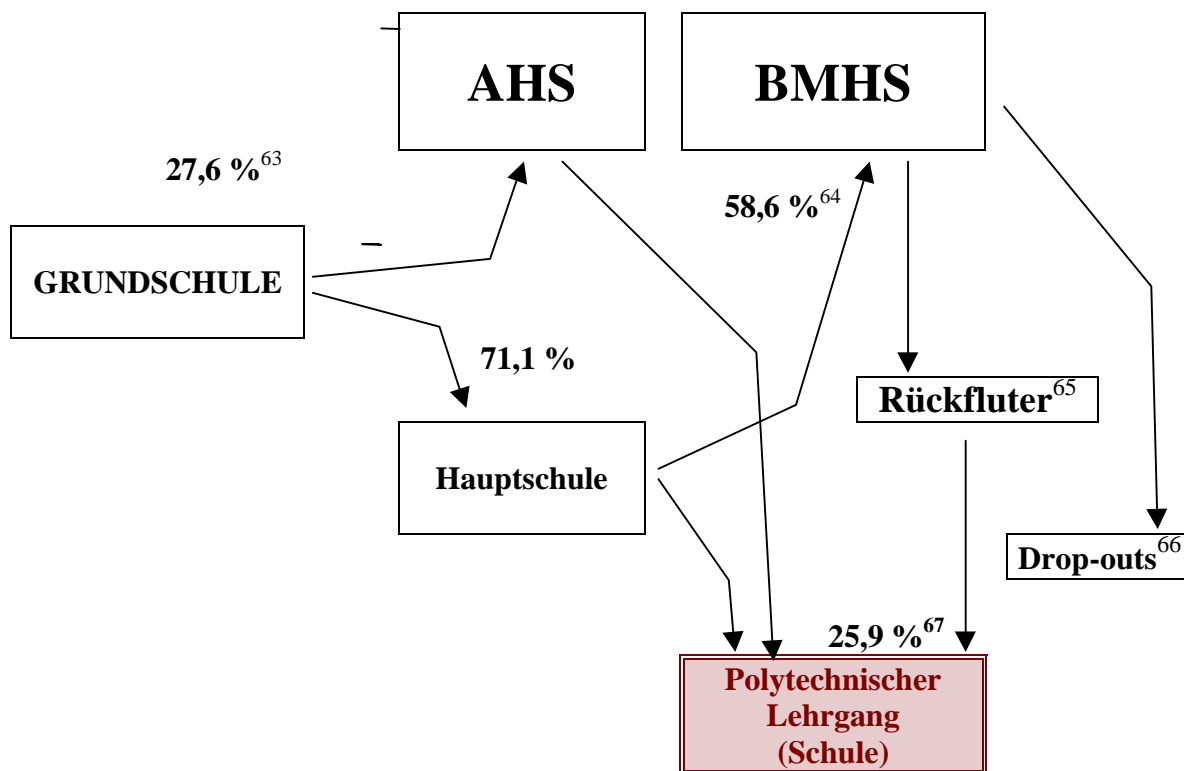 AHS
BMHS
27,6 %63
58,6 %64
GRUNDSCHULE
71,1 %
Rückfluter65
Hauptschule
Drop-outs66
25,9 %67
Polytechnischer
Lehrgang
(Schule)